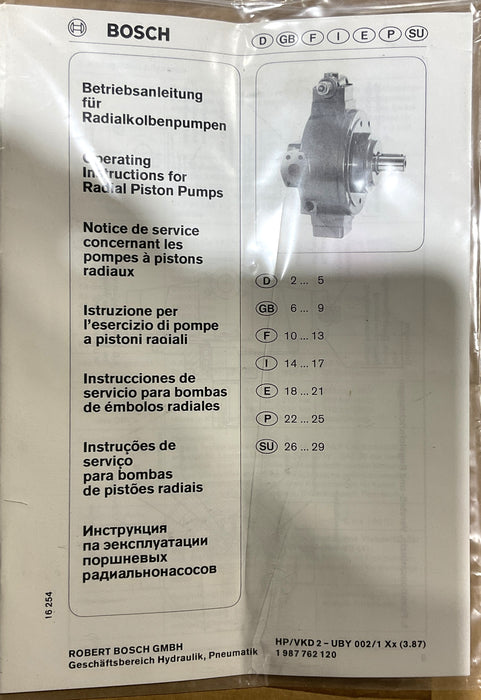 BOSCH
D GB F I E P SU
Betriebsanleitung
für
Radialkolbenpumpen
Operating
Instructions for
Radial Piston Pumps
Notice de service
concernant les
pompes à pistons
radiaux
Istruzione per
l'esercizio di pompe
a pistoni radiali
Instrucciones de
servicio para bombas
de émbolos radiales
Instruções de
serviço
para bombas
de pistões radiais
Инструкция
па эексплуатации
поршневых
радиальнонасосов
D 2 ... 5
GB 6 ... 9
F 10 ... 13
I 14 ... 17
E 18 ... 21
P 22 ... 25
SU 26 ... 29
16 254
ROBERT BOSCH GMBH
Geschäftsbereich Hydraulik, Pneumatik
HP/VKD 2 – UBY 002/1 Xx (3.87)
1 987 762 120